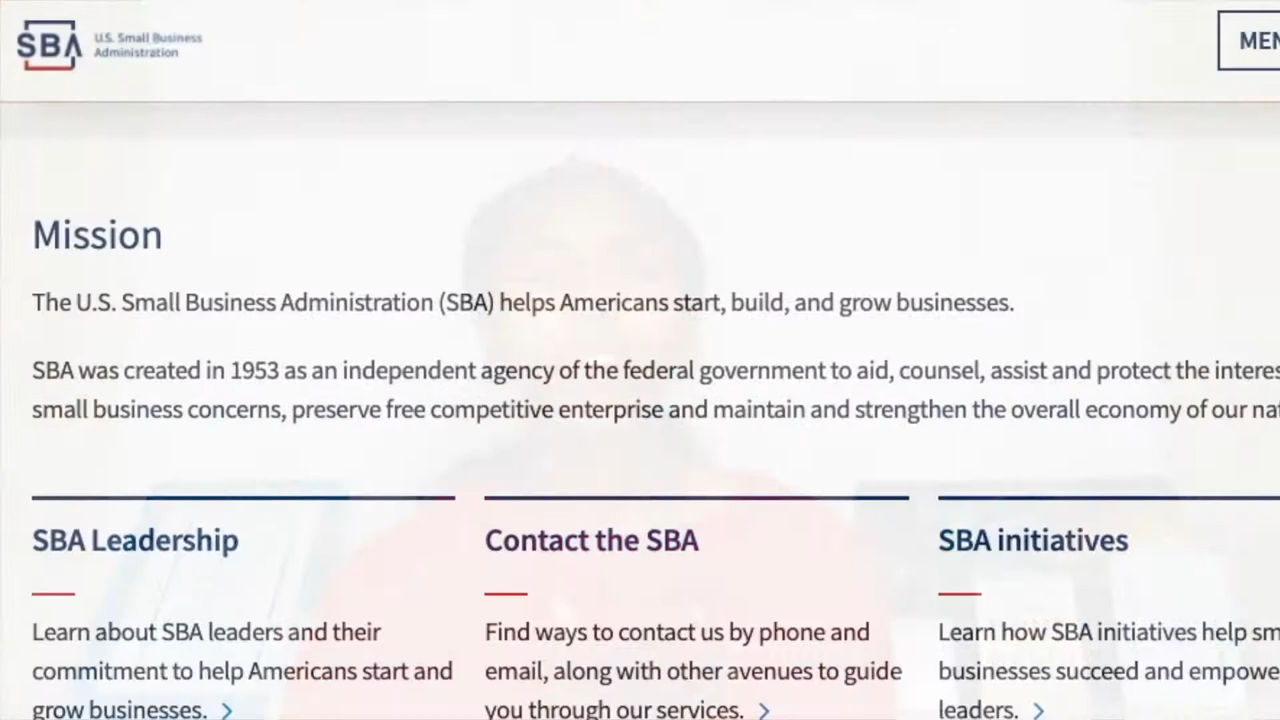 SBA
U.S. Small Business
Administration
MEN
Mission
The U.S. Small Business Administration (SBA) helps Americans start, build, and grow businesses.
SBA was created in 1953 as an independent agency of the federal government to aid, counsel, assist and protect the interes
small business concerns, preserve free competitive enterprise and maintain and strengthen the overall economy of our nat
SBA Leadership
Learn about SBA leaders and their
commitment to help Americans start and
grow businesses.
Contact the SBA
Find ways to contact us by phone and
email, along with other avenues to guide
you through our services.
SBA initiatives
Learn how SBA initiatives help sm
businesses succeed and empowe
leaders.